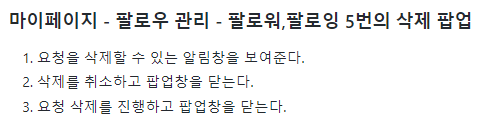 마이페이지 - 팔로우 관리 - 팔로워,팔로잉 5번의 삭제 팝업
1. 요청을 삭제할 수 있는 알림창을 보여준다.
2. 삭제를 취소하고 팝업창을 닫는다.
3. 요청 삭제를 진행하고 팝업창을 닫는다.